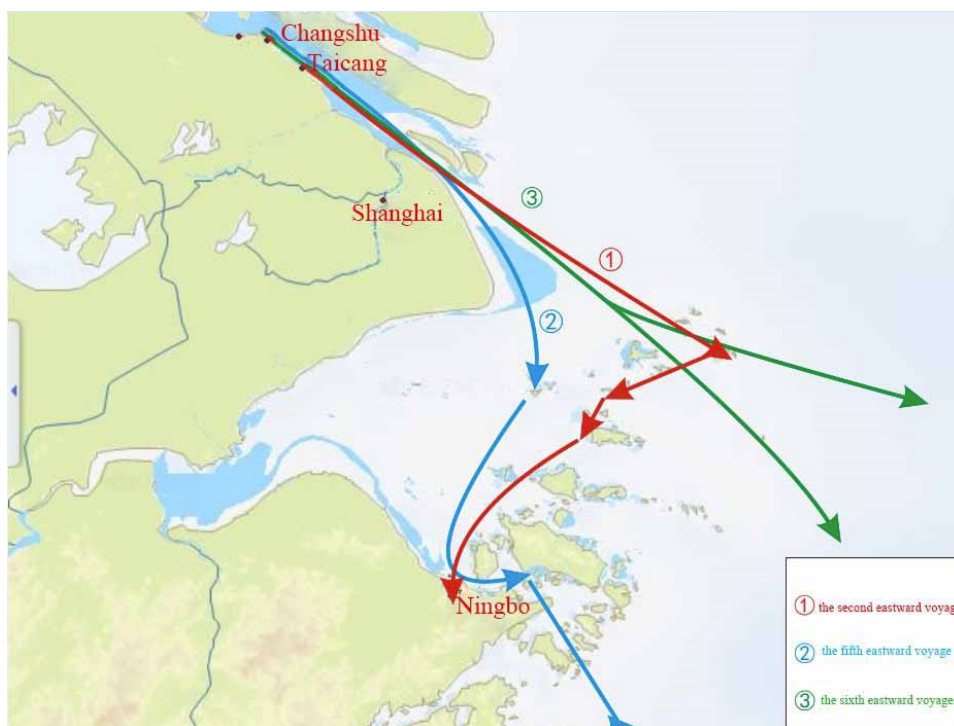 Changshu
Taicang
Shanghai
③
①
②
Ningbo
① the second eastward voyag
② the fifth eastward voyage
③ the sixth eastward voyage